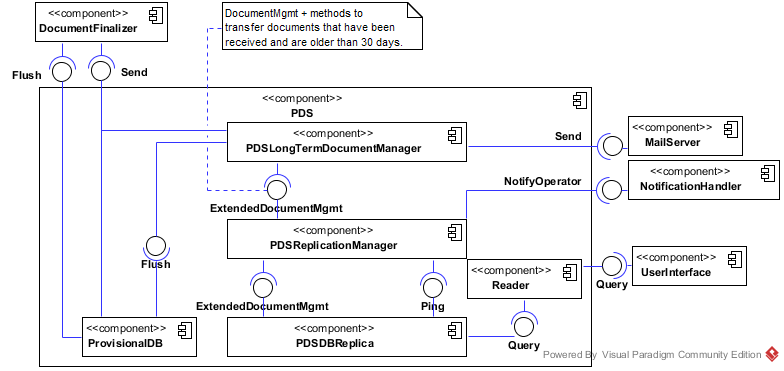 <<component>>
DocumentFinalizer
DocumentMgmt + methods to
transfer documents that have been
received and are older than 30 days.
Flush
Send
<<component>>
PDS
<<component>>
PDSLongTermDocumentManager
Send
<<component>>
MailServer
NotifyOperator
<<component>>
NotificationHandler
ExtendedDocumentMgmt
<<component>>
PDSReplicationManager
Flush
<<component>>
Reader
<<component>>
UserInterface
Query
ExtendedDocumentMgmt
Ping
<<component>>
ProvisionalDB
<<component>>
PDSDBReplica
Query
Powered By Visual Paradigm Community Edition